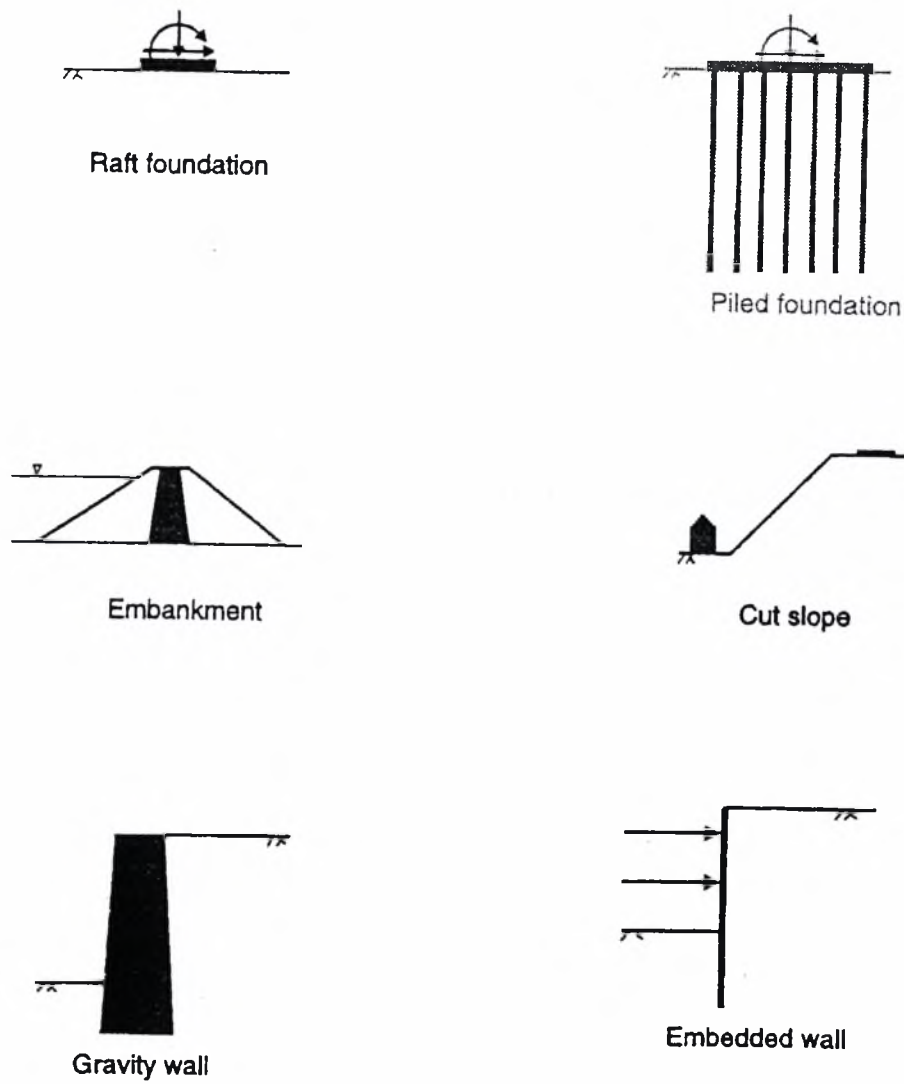 Raft foundation
Piled foundation
Embankment
Cut slope
Gravity wall
Embedded wall